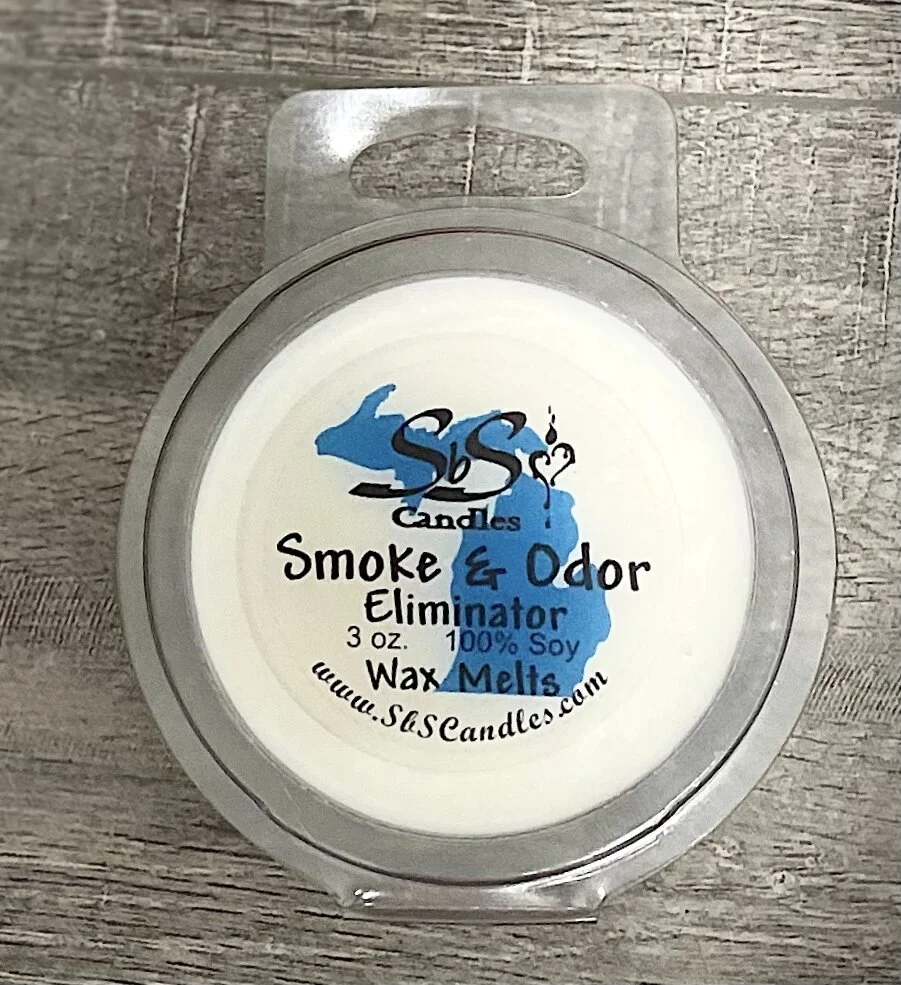 SbS
Candles
Smoke & Odor
Eliminator
3 oz. 100% Soy
Wax Melts
www.SbSCandles.com